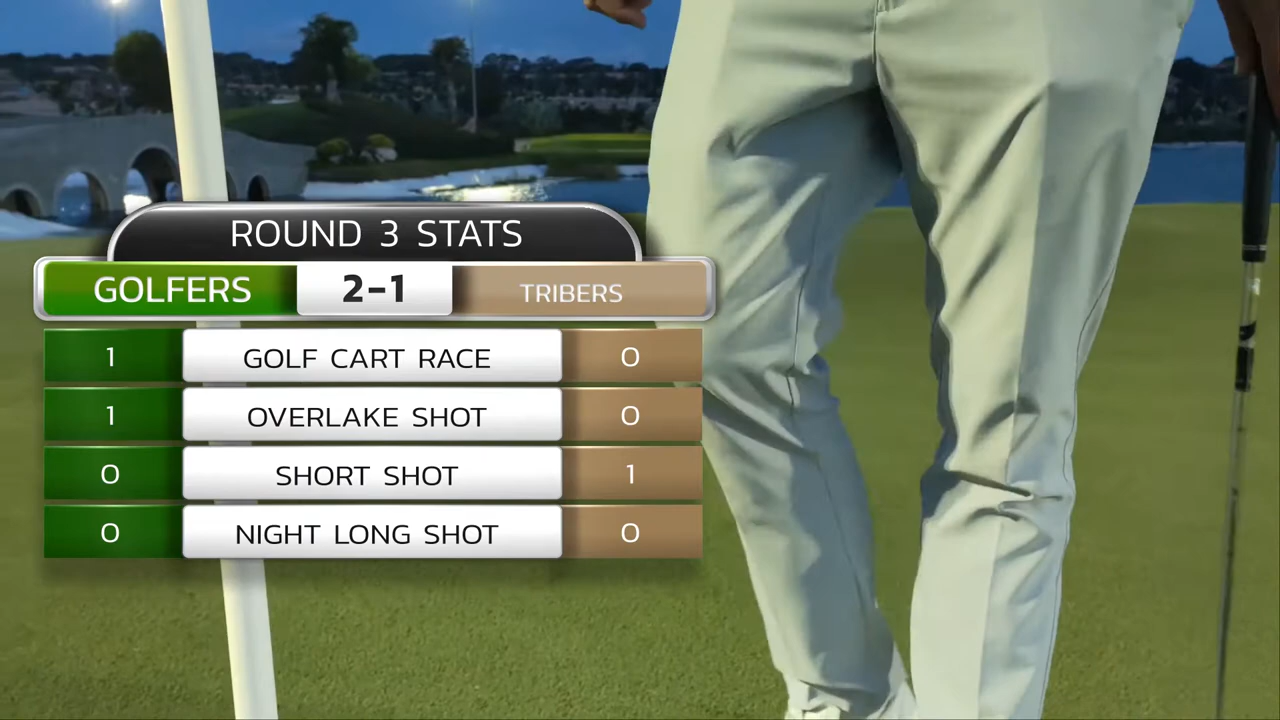 ROUND 3 STATS
GOLFERS 2-1 TRIBERS
1 GOLF CART RACE 0
1 OVERLAKE SHOT 0
0 SHORT SHOT 1
0 NIGHT LONG SHOT 0